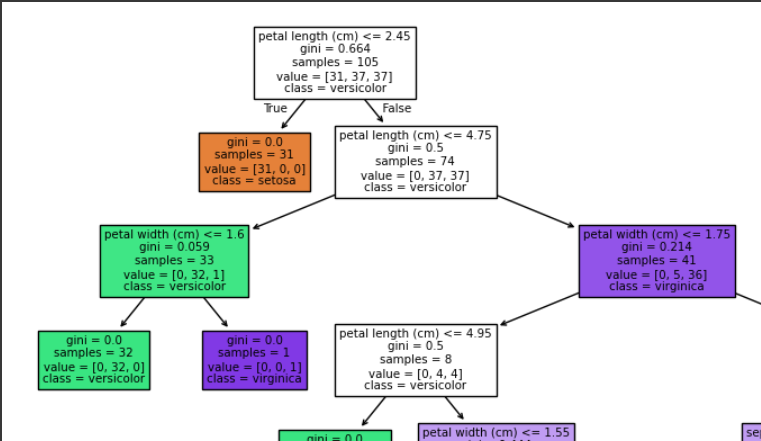 petal length (cm) <= 2.45
gini = 0.664
samples = 105
value = [31, 37, 37]
class = versicolor
True
False
gini = 0.0
samples = 31
value = [31, 0, 0]
class = setosa
petal length (cm) <= 4.75
gini = 0.5
samples = 74
value = [0, 37, 37]
class = versicolor
petal width (cm) <= 1.6
gini = 0.059
samples = 33
value = [0, 32, 1]
class = versicolor
petal width (cm) <= 1.75
gini = 0.214
samples = 41
value = [0, 5, 36]
class = virginica
gini = 0.0
samples = 32
value = [0, 32, 0]
class = versicolor
gini = 0.0
samples = 1
value = [0, 0, 1]
class = virginica
petal length (cm) <= 4.95
gini = 0.5
samples = 8
value = [0, 4, 4]
class = versicolor
gini = 0.0
petal width (cm) <= 1.55